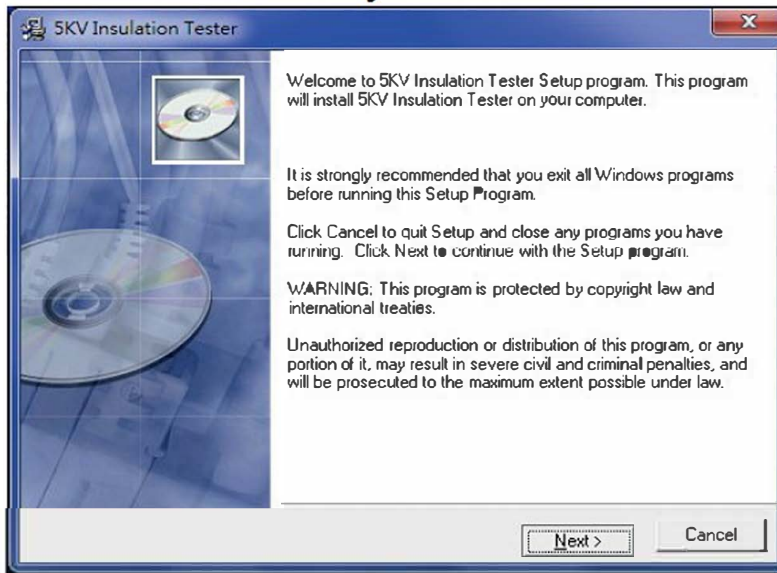 5KV Insulation Tester
Welcome to 5KV Insulation Tester Setup program. This program
will install 5KV Insulation Tester on your computer.
It is strongly recommended that you exit all Windows programs
before running this Setup Program.
Click Cancel to quit Setup and close any programs you have
running. Click Next to continue with the Setup program.
WARNING: This program is protected by copyright law and
international treaties.
Unauthorized reproduction or distribution of this program, or any
portion of it, may result in severe civil and criminal penalties, and
will be prosecuted to the maximum extent possible under law.
Next >
Cancel